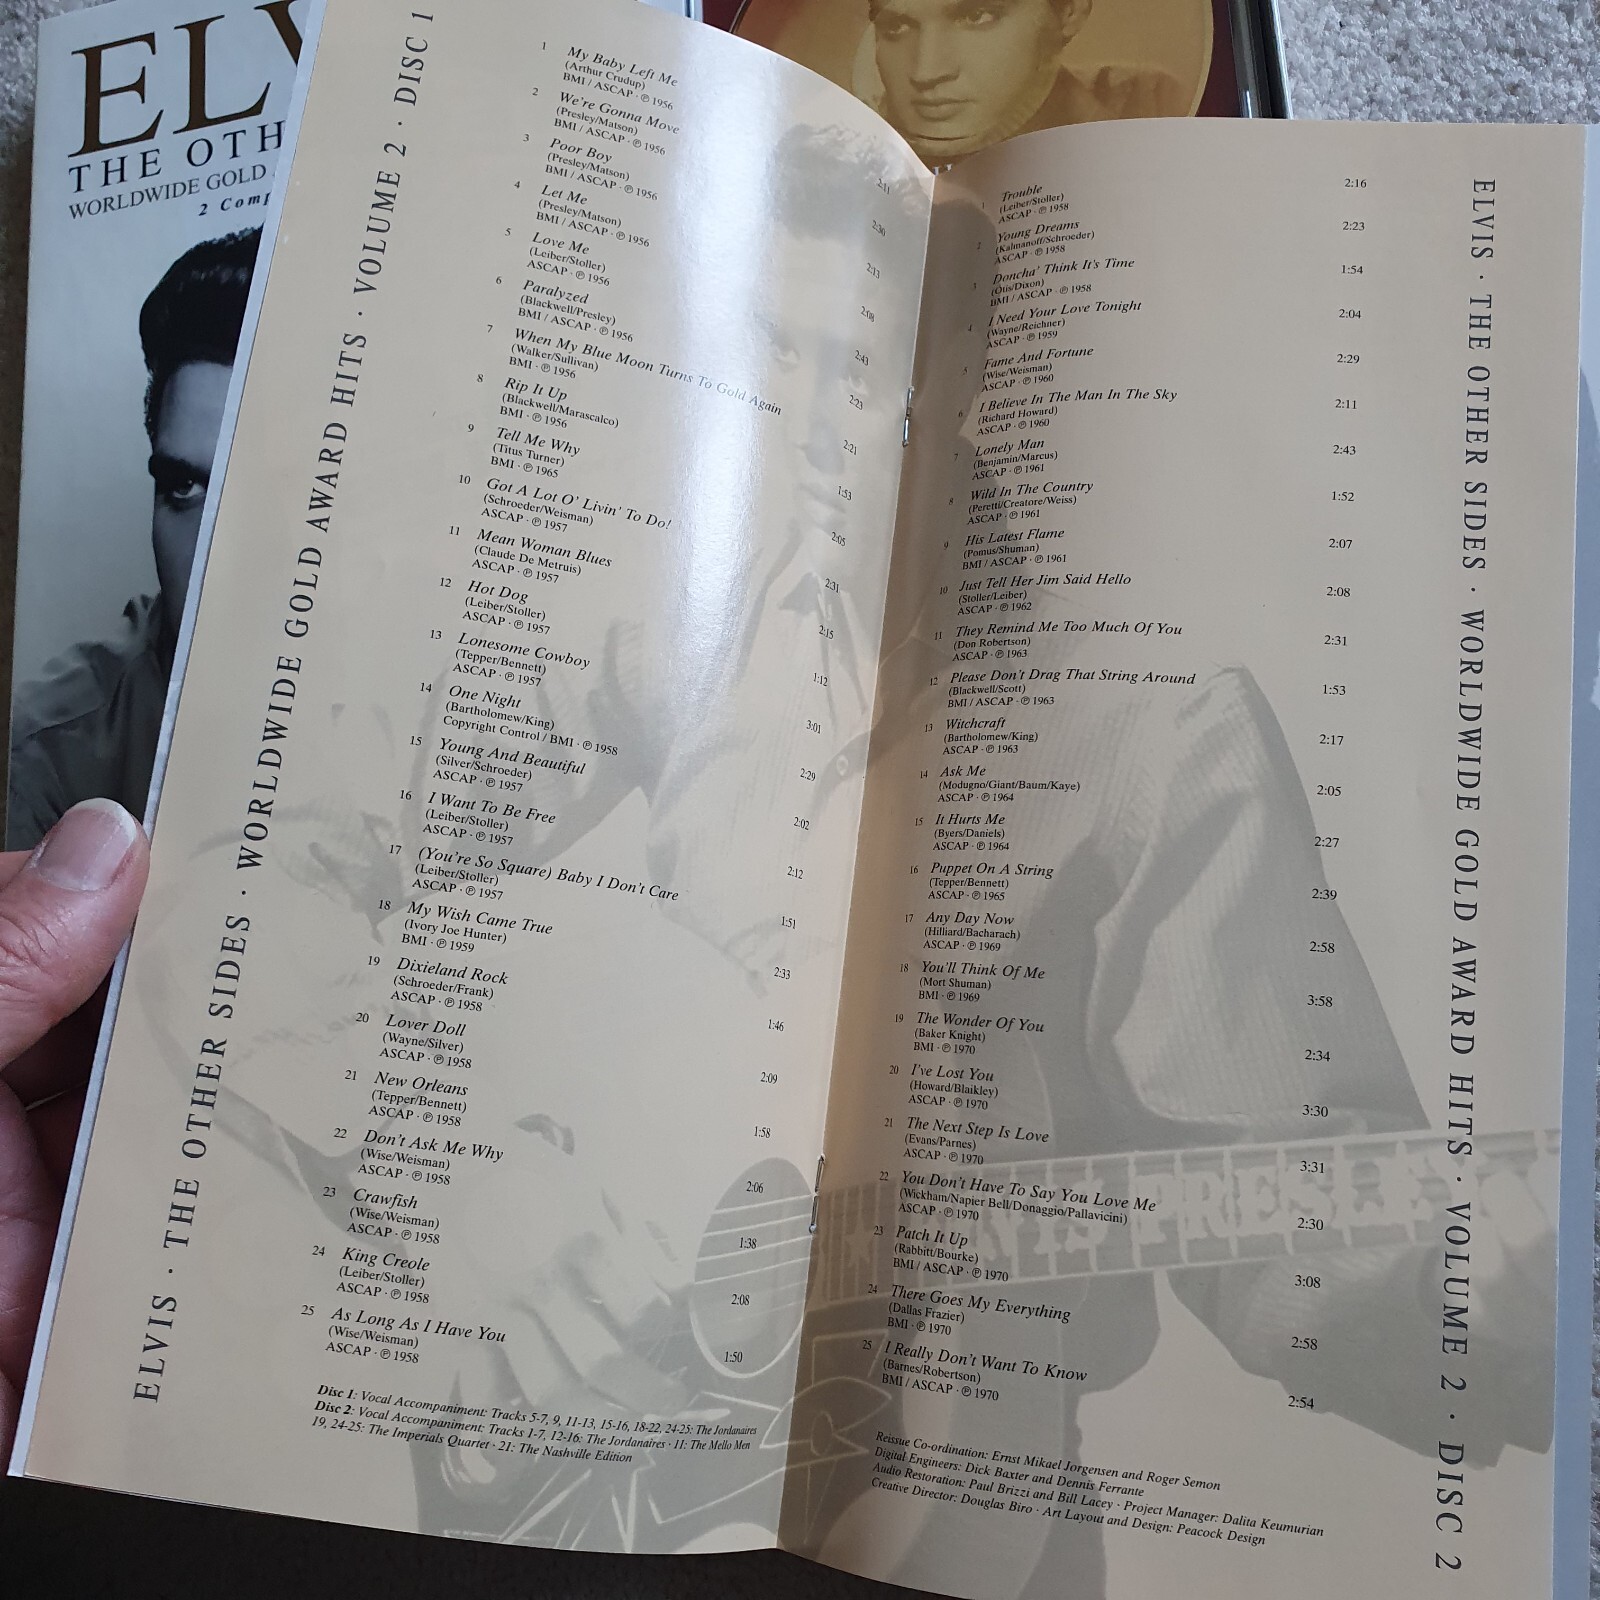 ELV
THE OTH
WORLDWIDE GOLD
2 Comp
ELVIS · THE OTHER SIDES · WORLDWIDE GOLD AWARD HITS · VOLUME 2 · DISC 1
1 My Baby Left Me 2:11
(Arthur Crudup)
BMI / ASCAP · ℗ 1956
2 We're Gonna Move 2:30
(Presley/Matson)
BMI / ASCAP · ℗ 1956
3 Poor Boy 2:13
(Presley/Matson)
BMI / ASCAP · ℗ 1956
4 Let Me 2:08
(Presley/Matson)
BMI / ASCAP · ℗ 1956
5 Love Me 2:43
(Leiber/Stoller)
ASCAP · ℗ 1956
6 Paralyzed 2:23
(Blackwell/Presley)
BMI / ASCAP · ℗ 1956
7 When My Blue Moon Turns To Gold Again 2:21
(Walker/Sullivan)
BMI · ℗ 1956
8 Rip It Up 1:53
(Blackwell/Marascalco)
BMI · ℗ 1956
9 Tell Me Why 2:05
(Titus Turner)
BMI · ℗ 1965
10 Got A Lot O' Livin' To Do! 2:31
(Schroeder/Weisman)
ASCAP · ℗ 1957
11 Mean Woman Blues 2:15
(Claude De Metruis)
ASCAP · ℗ 1957
12 Hot Dog 1:12
(Leiber/Stoller)
ASCAP · ℗ 1957
13 Lonesome Cowboy 3:01
(Tepper/Bennett)
ASCAP · ℗ 1957
14 One Night 2:29
(Bartholomew/King)
Copyright Control / BMI · ℗ 1958
15 Young And Beautiful 2:02
(Silver/Schroeder)
ASCAP · ℗ 1957
16 I Want To Be Free 2:12
(Leiber/Stoller)
ASCAP · ℗ 1957
17 (You're So Square) Baby I Don't Care 1:51
(Leiber/Stoller)
ASCAP · ℗ 1957
18 My Wish Came True 2:33
(Ivory Joe Hunter)
BMI · ℗ 1959
19 Dixieland Rock 1:46
(Schroeder/Frank)
ASCAP · ℗ 1958
20 Lover Doll 2:09
(Wayne/Silver)
ASCAP · ℗ 1958
21 New Orleans 1:58
(Tepper/Bennett)
ASCAP · ℗ 1958
22 Don't Ask Me Why 2:06
(Wise/Weisman)
ASCAP · ℗ 1958
23 Crawfish 1:38
(Wise/Weisman)
ASCAP · ℗ 1958
24 King Creole 2:08
(Leiber/Stoller)
ASCAP · ℗ 1958
25 As Long As I Have You 1:50
(Wise/Weisman)
ASCAP · ℗ 1958
Disc 1: Vocal Accompaniment: Tracks 5-7, 9, 11-13, 15-16, 18-22, 24-25: The Jordanaires
Disc 2: Vocal Accompaniment: Tracks 1-7, 12-16: The Jordanaires · 11: The Mello Men
19, 24-25: The Imperials Quartet · 21: The Nashville Edition
1 Trouble 2:16
(Leiber/Stoller)
ASCAP · ℗ 1958
2 Young Dreams 2:23
(Kalmanoff/Schroeder)
ASCAP · ℗ 1958
3 Doncha' Think It's Time 1:54
(Otis/Dixon)
BMI / ASCAP · ℗ 1958
4 I Need Your Love Tonight 2:04
(Wayne/Reichner)
ASCAP · ℗ 1959
5 Fame And Fortune 2:29
(Wise/Weisman)
ASCAP · ℗ 1960
6 I Believe In The Man In The Sky 2:11
(Richard Howard)
ASCAP · ℗ 1960
7 Lonely Man 2:43
(Benjamin/Marcus)
ASCAP · ℗ 1961
8 Wild In The Country 1:52
(Peretti/Creatore/Weiss)
ASCAP · ℗ 1961
9 His Latest Flame 2:07
(Pomus/Shuman)
BMI / ASCAP · ℗ 1961
10 Just Tell Her Jim Said Hello 2:08
(Stoller/Leiber)
ASCAP · ℗ 1962
11 They Remind Me Too Much Of You 2:31
(Don Robertson)
ASCAP · ℗ 1963
12 Please Don't Drag That String Around 1:53
(Blackwell/Scott)
BMI / ASCAP · ℗ 1963
13 Witchcraft 2:17
(Bartholomew/King)
ASCAP · ℗ 1963
14 Ask Me 2:05
(Modugno/Giant/Baum/Kaye)
ASCAP · ℗ 1964
15 It Hurts Me 2:27
(Byers/Daniels)
ASCAP · ℗ 1964
16 Puppet On A String 2:39
(Tepper/Bennett)
ASCAP · ℗ 1965
17 Any Day Now 2:58
(Hilliard/Bacharach)
ASCAP · ℗ 1969
18 You'll Think Of Me 3:58
(Mort Shuman)
BMI · ℗ 1969
19 The Wonder Of You 2:34
(Baker Knight)
BMI · ℗ 1970
20 I've Lost You 3:30
(Howard/Blaikley)
ASCAP · ℗ 1970
21 The Next Step Is Love 3:31
(Evans/Parnes)
ASCAP · ℗ 1970
22 You Don't Have To Say You Love Me 2:30
(Wickham/Napier Bell/Donaggio/Pallavicini)
ASCAP · ℗ 1970
23 Patch It Up 3:08
(Rabbitt/Bourke)
BMI / ASCAP · ℗ 1970
24 There Goes My Everything 2:58
(Dallas Frazier)
BMI · ℗ 1970
25 I Really Don't Want To Know 2:54
(Barnes/Robertson)
BMI / ASCAP · ℗ 1970
Reissue Co-ordination: Ernst Mikael Jorgensen and Roger Semon
Digital Engineers: Dick Baxter and Dennis Ferrante
Audio Restoration: Paul Brizzi and Bill Lacey · Project Manager: Dalita Keumurian
Creative Director: Douglas Biro · Art Layout and Design: Peacock Design
ELVIS · THE OTHER SIDES · WORLDWIDE GOLD AWARD HITS · VOLUME 2 · DISC 2
PRESLEY